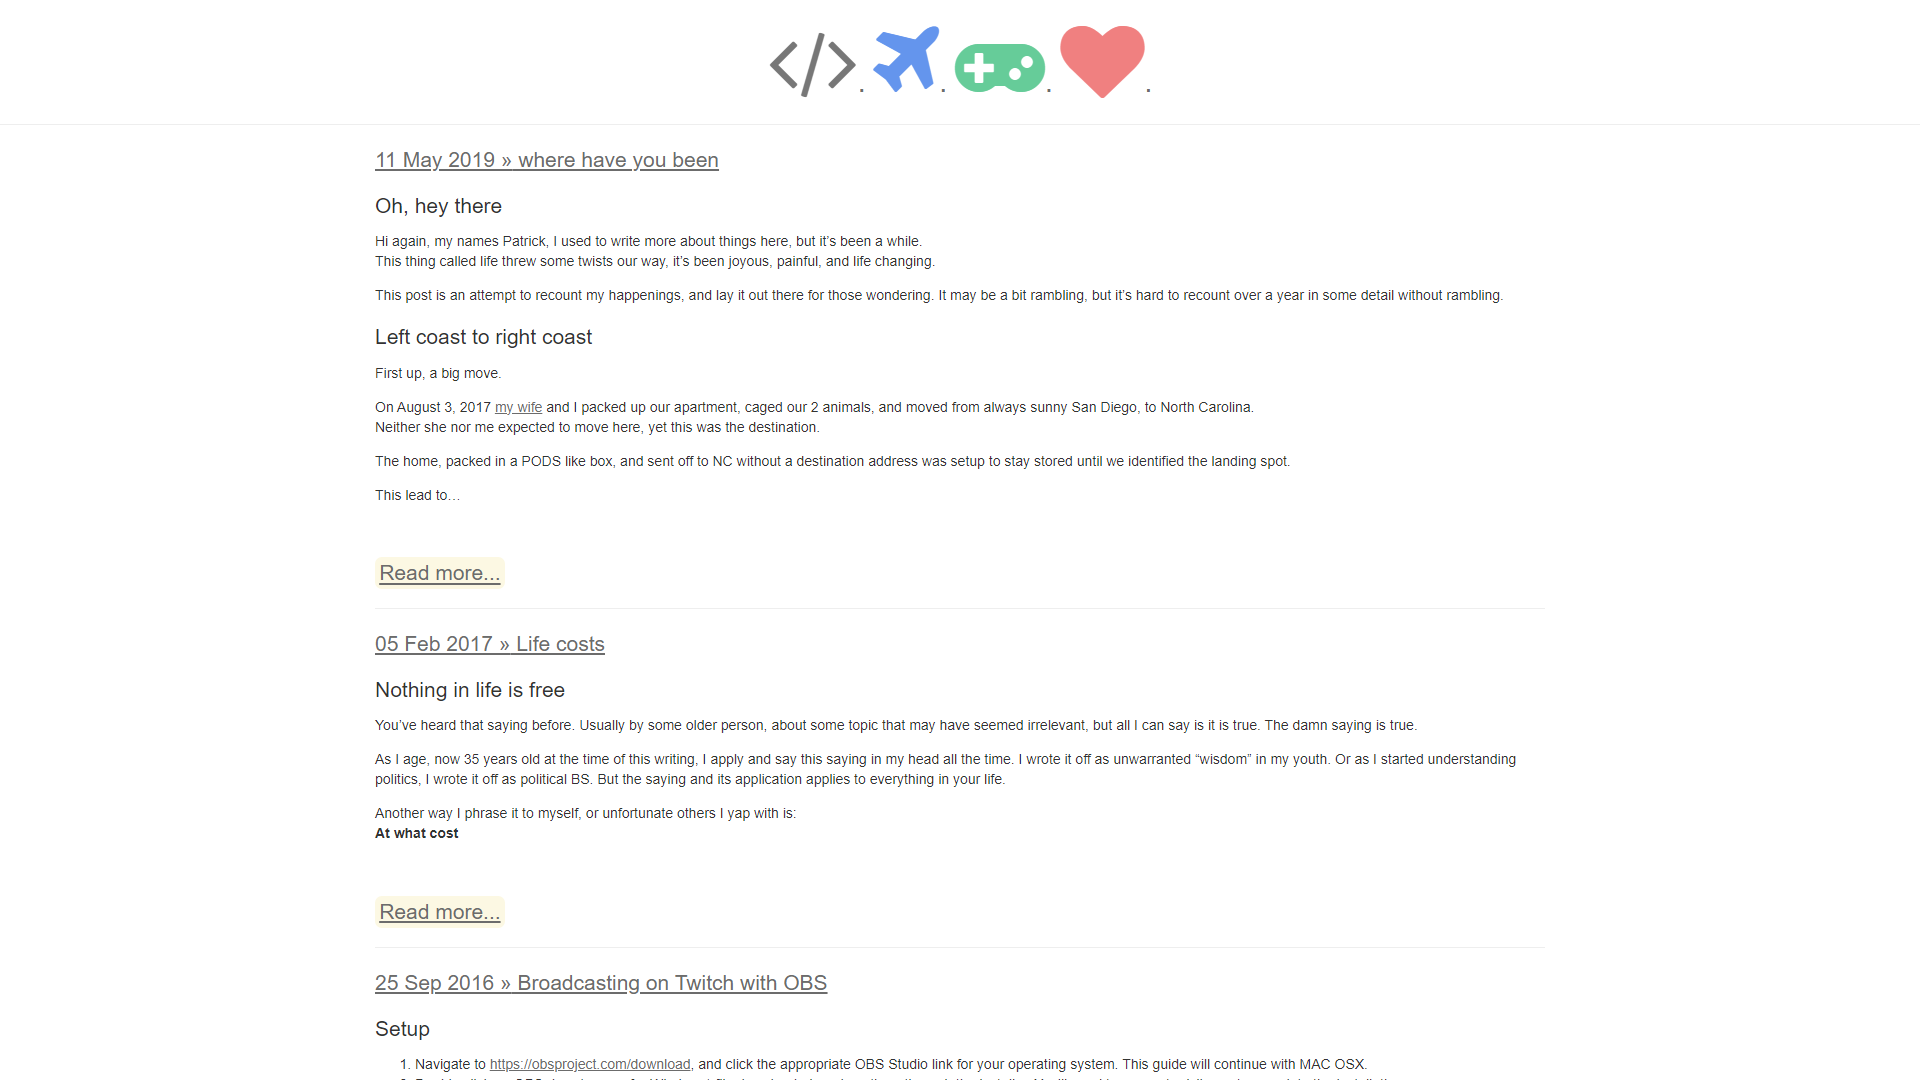 . . . .
11 May 2019 » where have you been
Oh, hey there
Hi again, my names Patrick, I used to write more about things here, but it’s been a while.
This thing called life threw some twists our way, it’s been joyous, painful, and life changing.
This post is an attempt to recount my happenings, and lay it out there for those wondering. It may be a bit rambling, but it’s hard to recount over a year in some detail without rambling.
Left coast to right coast
First up, a big move.
On August 3, 2017 my wife and I packed up our apartment, caged our 2 animals, and moved from always sunny San Diego, to North Carolina.
Neither she nor me expected to move here, yet this was the destination.
The home, packed in a PODS like box, and sent off to NC without a destination address was setup to stay stored until we identified the landing spot.
This lead to…
Read more...
05 Feb 2017 » Life costs
Nothing in life is free
You’ve heard that saying before. Usually by some older person, about some topic that may have seemed irrelevant, but all I can say is it is true. The damn saying is true.
As I age, now 35 years old at the time of this writing, I apply and say this saying in my head all the time. I wrote it off as unwarranted “wisdom” in my youth. Or as I started understanding
politics, I wrote it off as political BS. But the saying and its application applies to everything in your life.
Another way I phrase it to myself, or unfortunate others I yap with is:
At what cost
Read more...
25 Sep 2016 » Broadcasting on Twitch with OBS
Setup
1. Navigate to https://obsproject.com/download, and click the appropriate OBS Studio link for your operating system. This guide will continue with MAC OSX.